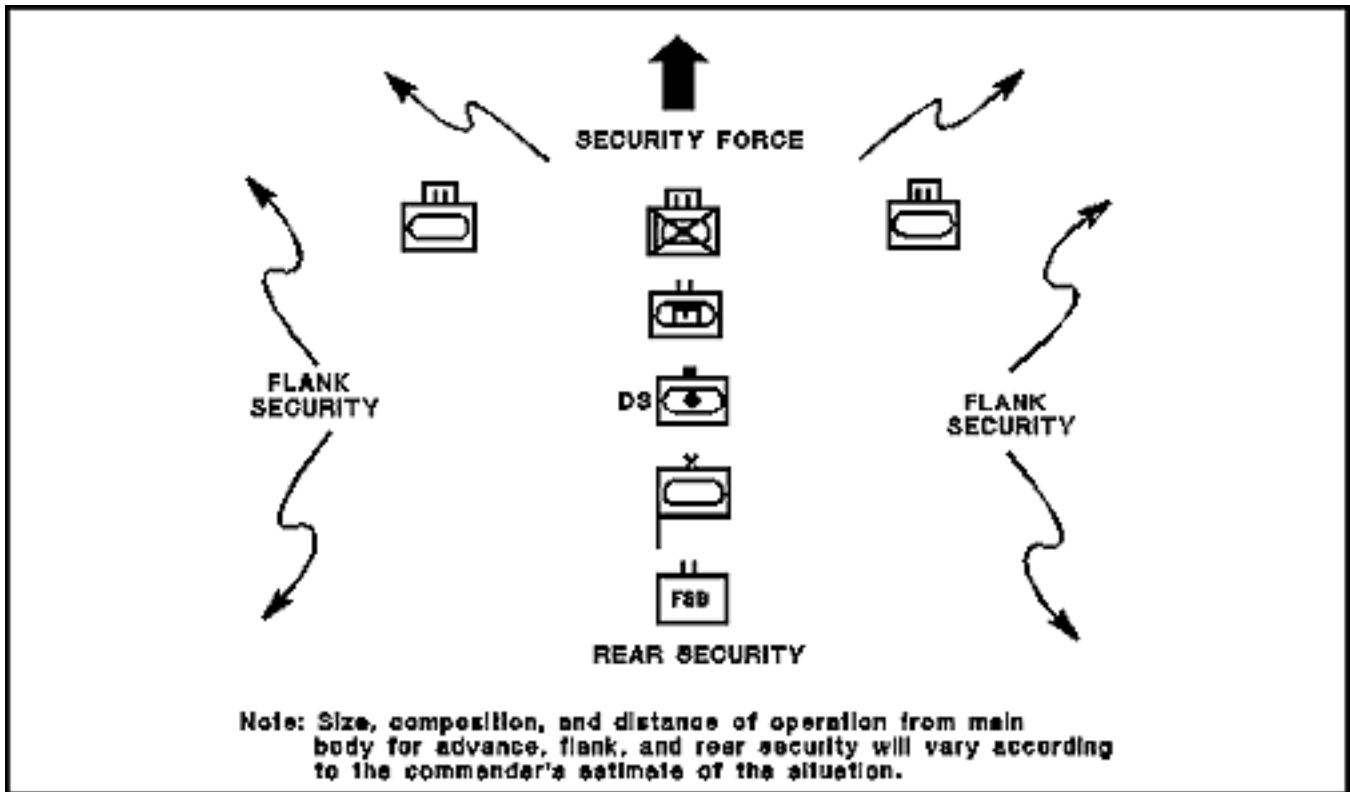 SECURITY FORCE
FLANK
SECURITY
DS
FLANK
SECURITY
FSB
REAR SECURITY
Note: Size, composition, and distance of operation from main
body for advance, flank, and rear security will vary according
to the commander's estimate of the situation.